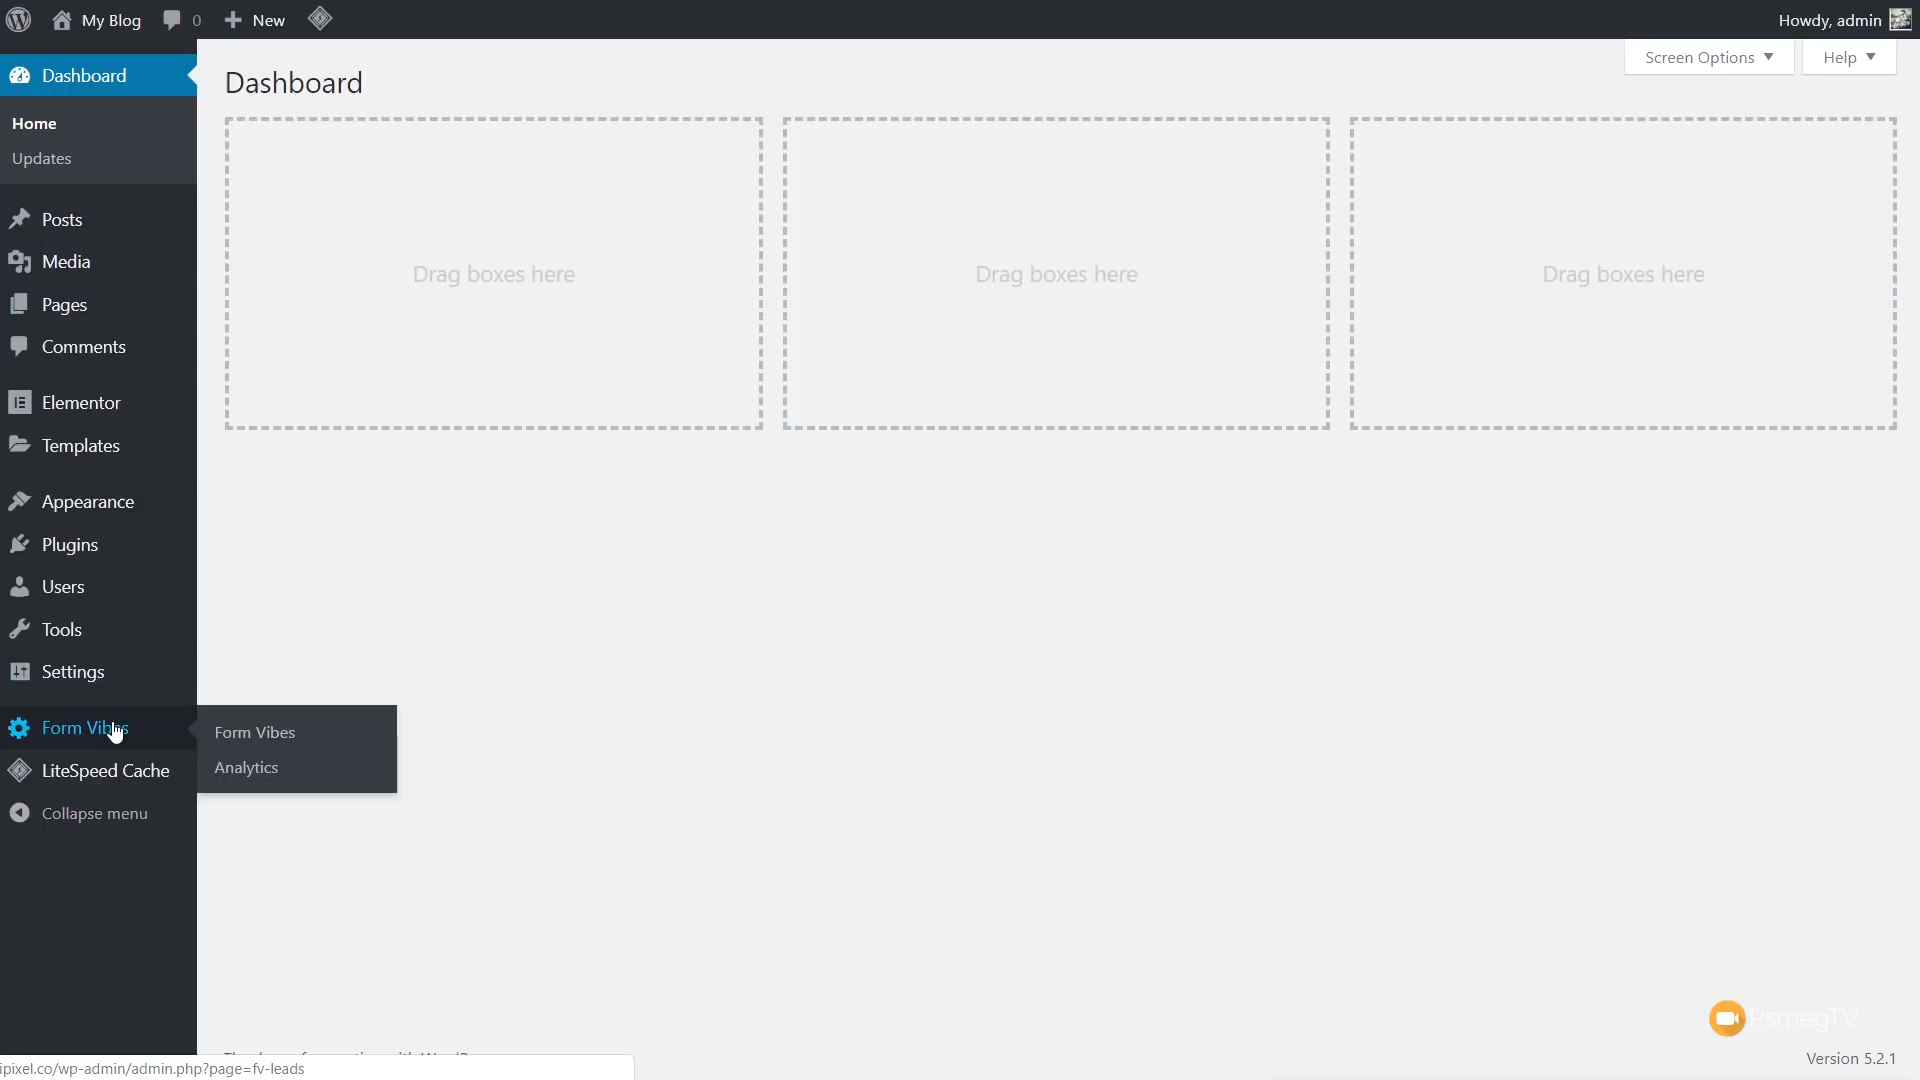 My Blog
0
New
Howdy, admin
Screen Options
Help
Dashboard
Dashboard
Home
Updates
Posts
Media
Pages
Comments
Elementor
Templates
Appearance
Plugins
Users
Tools
Settings
Form Vibes
LiteSpeed Cache
Collapse menu
Drag boxes here
Drag boxes here
Drag boxes here
Form Vibes
Analytics
PsmegTV
Version 5.2.1
ipixel.co/wp-admin/admin.php?page=fv-leads